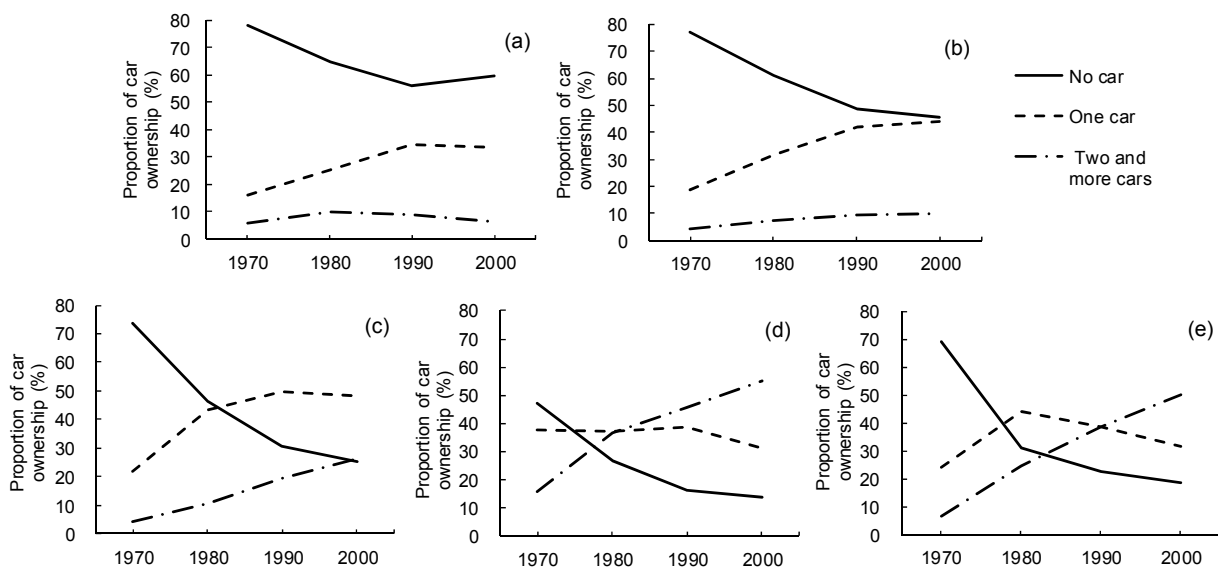 80
70
60
50
40
30
20
10
0
Proportion of car
ownership (%)
1970 1980 1990 2000
(a)
80
70
60
50
40
30
20
10
0
Proportion of car
ownership (%)
1970 1980 1990 2000
(b)
No car
One car
Two and
more cars
80
70
60
50
40
30
20
10
0
Proportion of car
ownership (%)
1970 1980 1990 2000
(c)
80
70
60
50
40
30
20
10
0
Proportion of car
ownership (%)
1970 1980 1990 2000
(d)
80
70
60
50
40
30
20
10
0
Proportion of car
ownership (%)
1970 1980 1990 2000
(e)